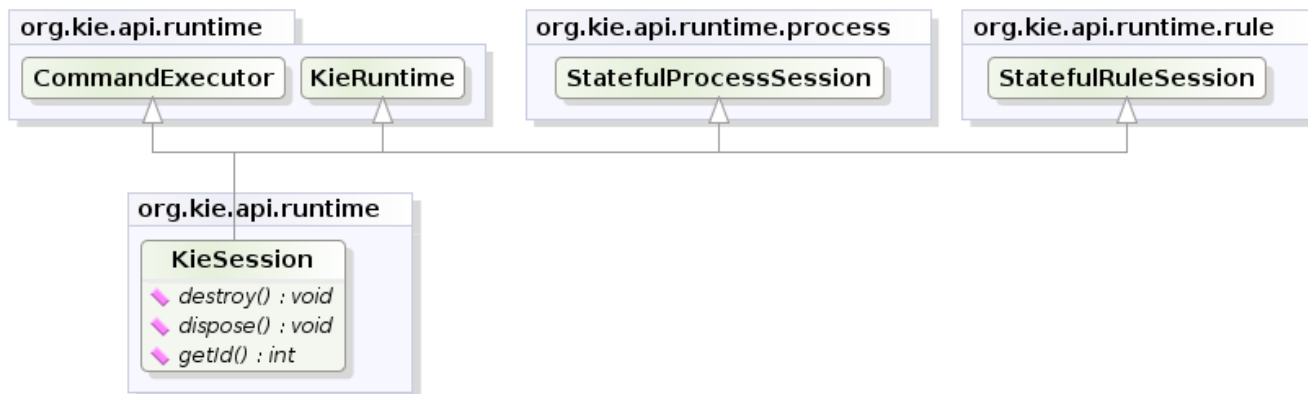 org.kie.api.runtime
CommandExecutor
KieRuntime
org.kie.api.runtime.process
StatefulProcessSession
org.kie.api.runtime.rule
StatefulRuleSession
org.kie.api.runtime
KieSession
destroy() : void
dispose() : void
getId() : int